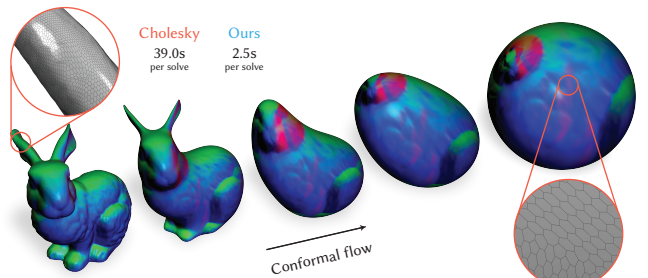 Cholesky Ours
39.0s 2.5s
per solve per solve
Conformal flow